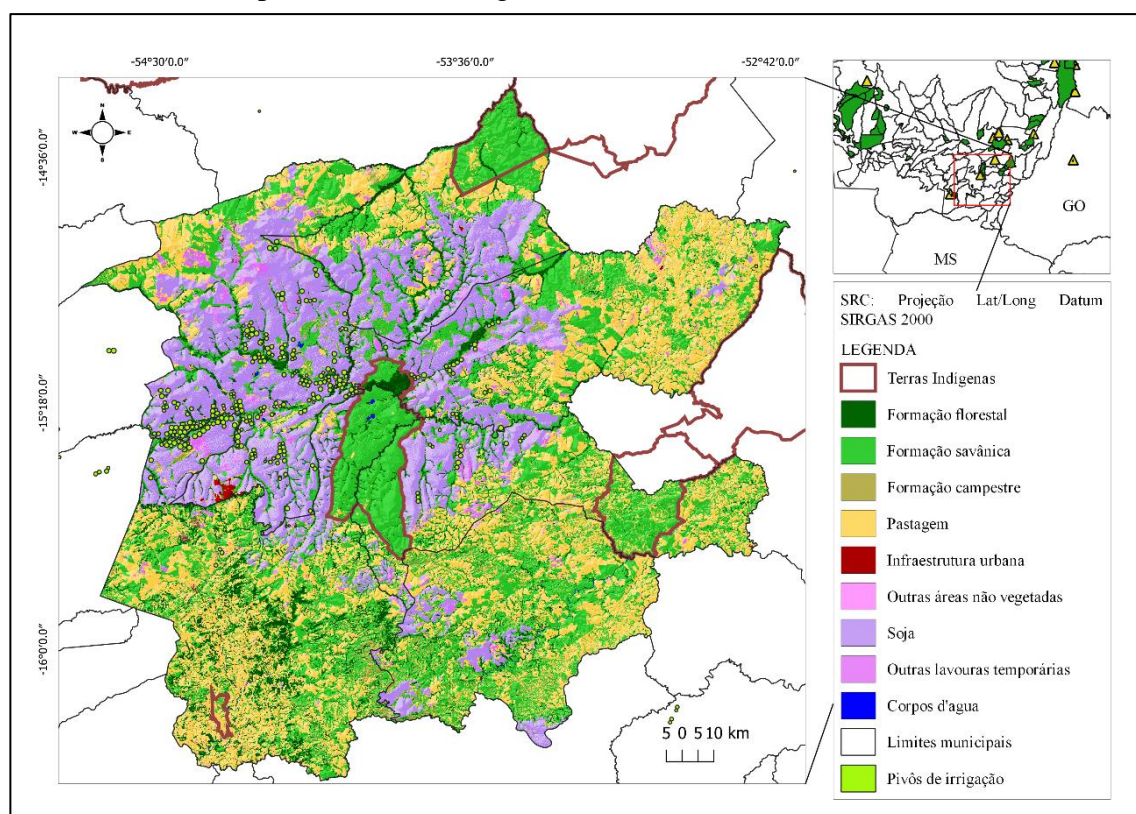 -54°30'0.0"
-53°36'0.0"
-52°42'0.0"
N
W
E
S
-14°36'0.0"
-15°18'0.0"
-16°0'0.0"
5 0 5 10 km
GO
MS
SRC: Projeção Lat/Long Datum
SIRGAS 2000
LEGENDA
Terras Indígenas
Formação florestal
Formação savânica
Formação campestre
Pastagem
Infraestrutura urbana
Outras áreas não vegetadas
Soja
Outras lavouras temporárias
Corpos d'agua
Limites municipais
Pivôs de irrigação